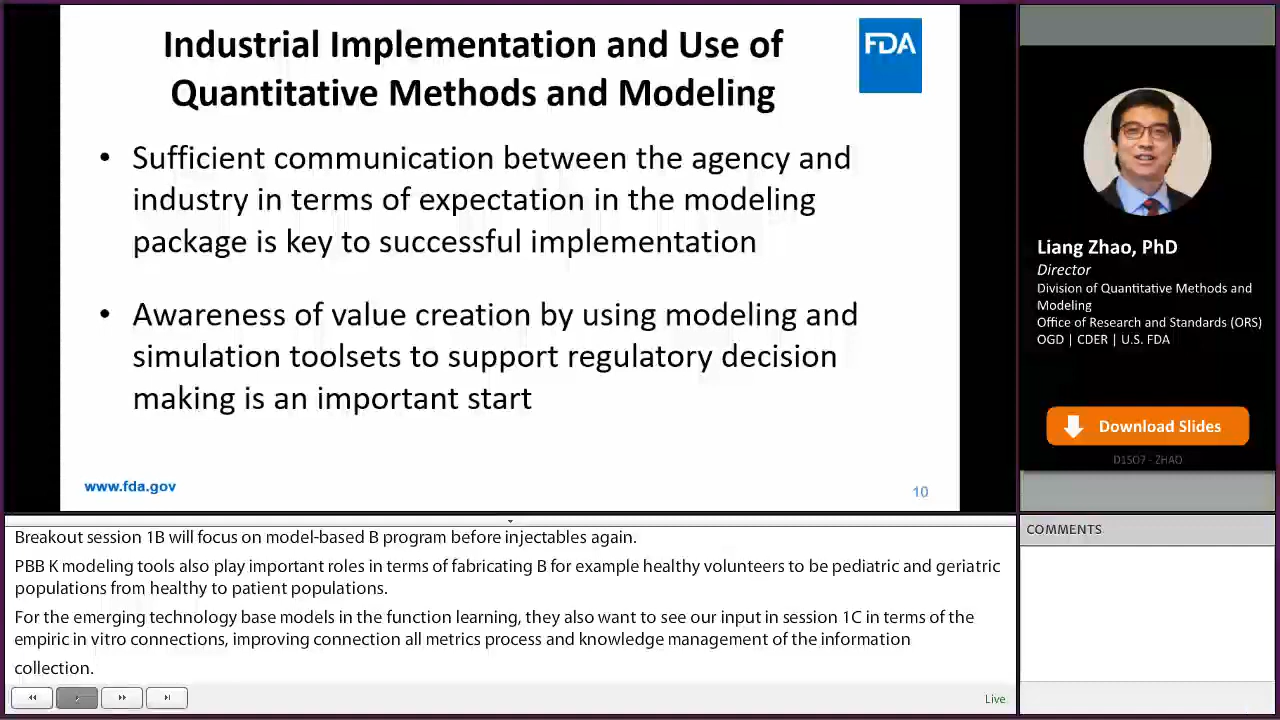 Industrial Implementation and Use of
Quantitative Methods and Modeling
FDA
• Sufficient communication between the agency and
industry in terms of expectation in the modeling
package is key to successful implementation
• Awareness of value creation by using modeling and
simulation toolsets to support regulatory decision
making is an important start
www.fda.gov
10
Liang Zhao, PhD
Director
Division of Quantitative Methods and
Modeling
Office of Research and Standards (ORS)
OGD | CDER | U.S. FDA
Download Slides
D1S07 - ZHAO
Breakout session 1B will focus on model-based B program before injectables again.
PBB K modeling tools also play important roles in terms of fabricating B for example healthy volunteers to be pediatric and geriatric
populations from healthy to patient populations.
For the emerging technology base models in the function learning, they also want to see our input in session 1C in terms of the
empiric in vitro connections, improving connection all metrics process and knowledge management of the information
collection.
Live
COMMENTS